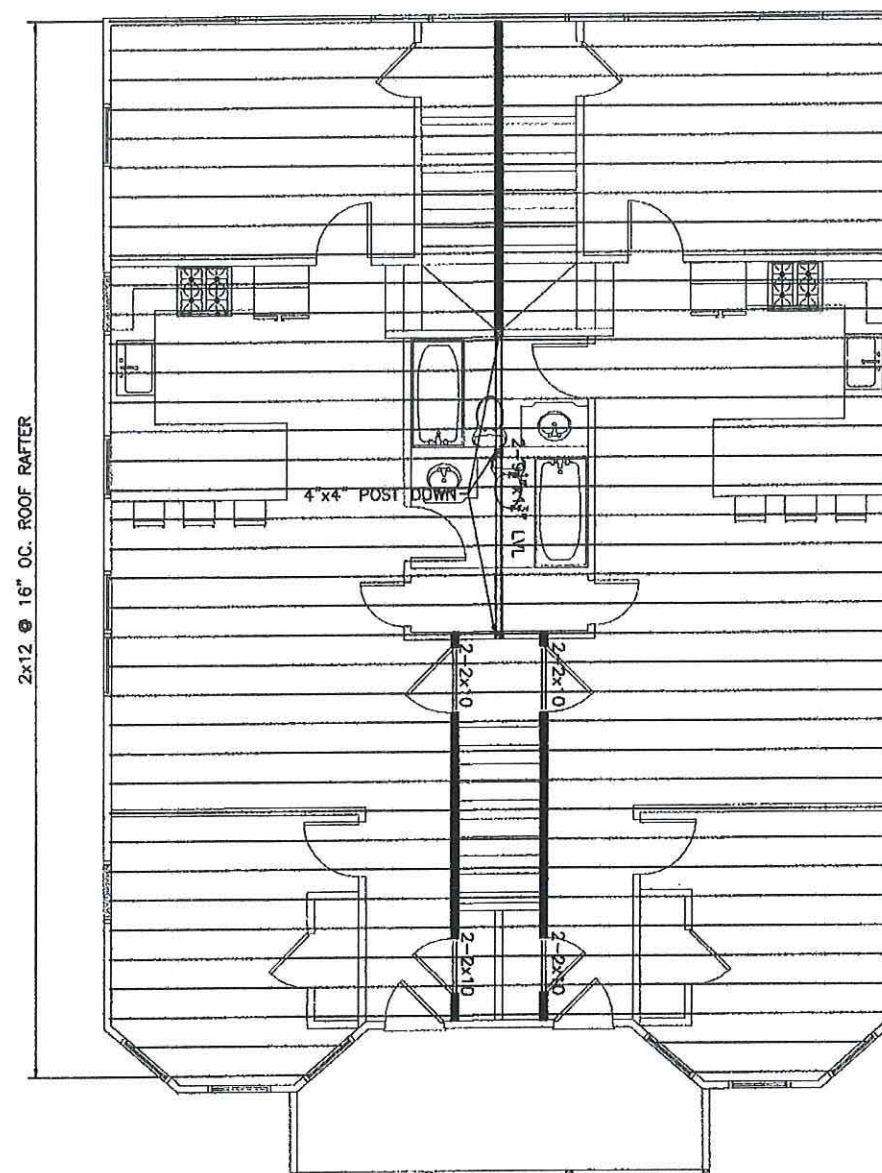 2x12 @ 16" OC. ROOF RAFTER
4"x4" POST DOWN
LVL
2-2x10
2-2x10
2-2x10
2-2x10